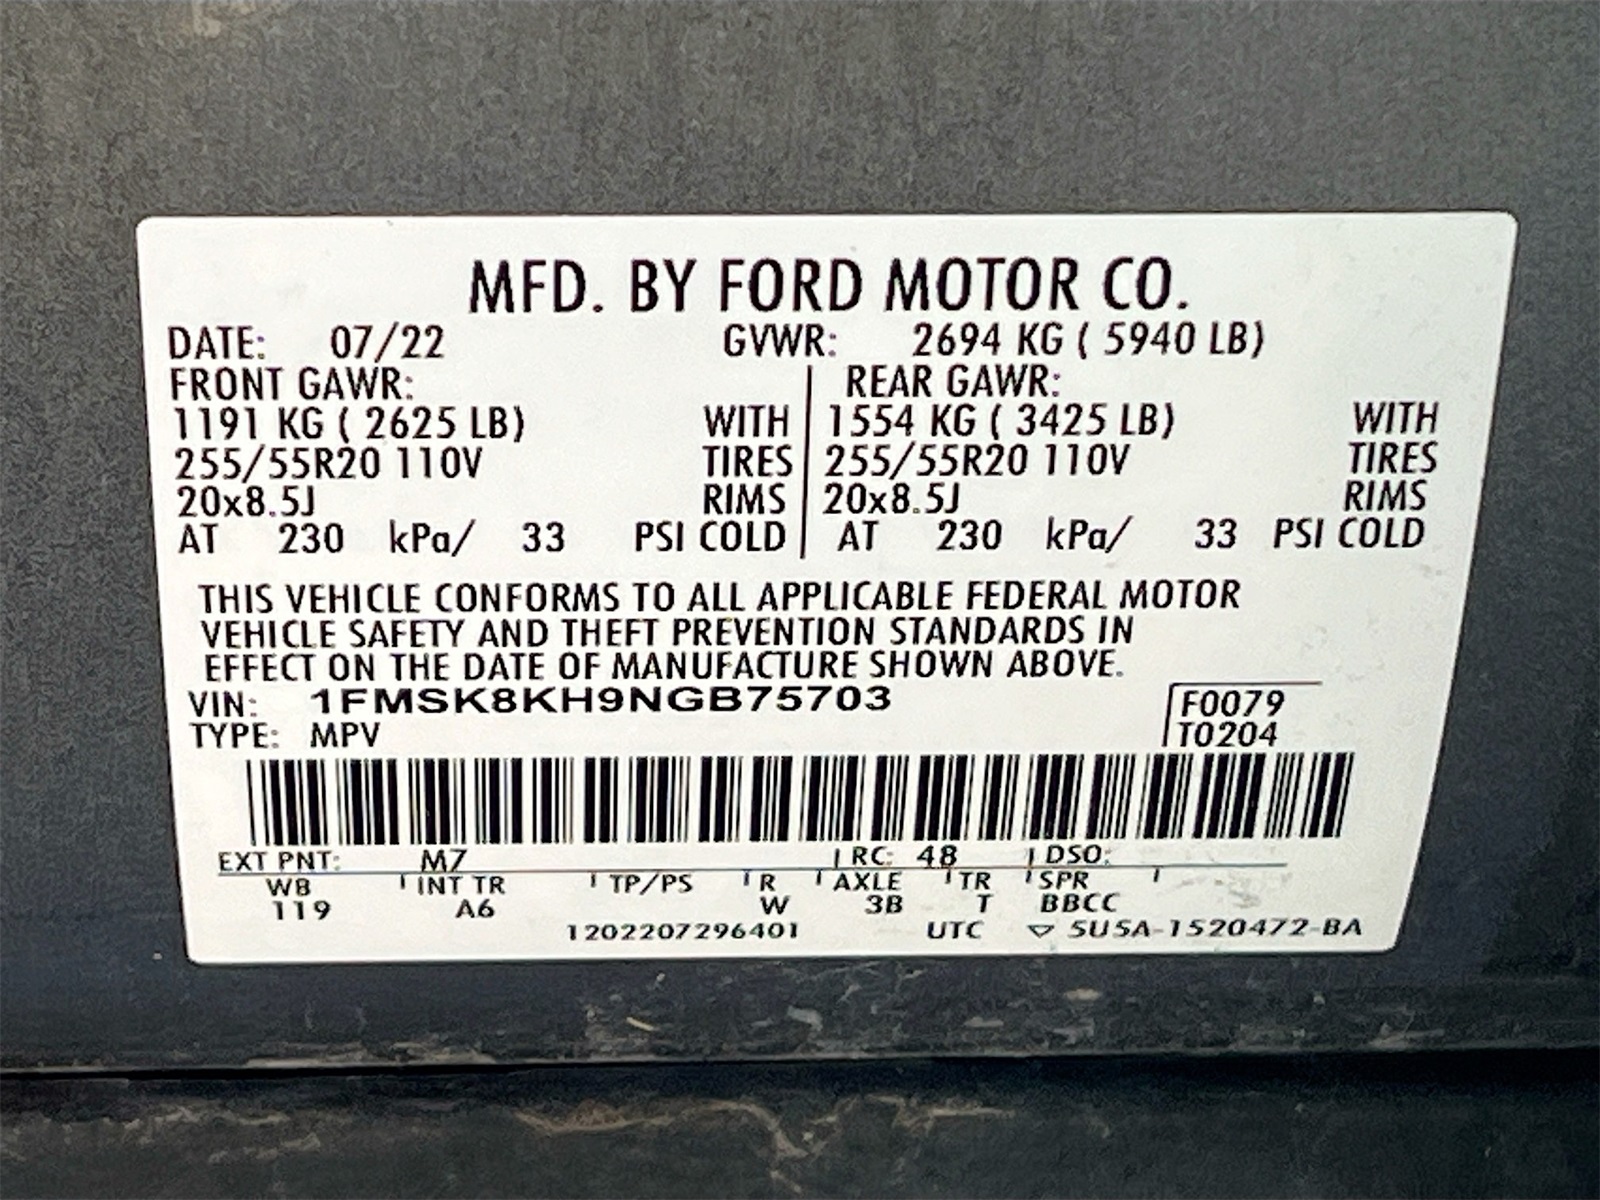 MFD. BY FORD MOTOR CO.
DATE: 07/22 GVWR: 2694 KG ( 5940 LB)
FRONT GAWR: REAR GAWR:
1191 KG ( 2625 LB) WITH 1554 KG ( 3425 LB) WITH
255/55R20 110V TIRES 255/55R20 110V TIRES
20x8.5J RIMS 20x8.5J RIMS
AT 230 kPa/ 33 PSI COLD AT 230 kPa/ 33 PSI COLD
THIS VEHICLE CONFORMS TO ALL APPLICABLE FEDERAL MOTOR
VEHICLE SAFETY AND THEFT PREVENTION STANDARDS IN
EFFECT ON THE DATE OF MANUFACTURE SHOWN ABOVE.
VIN: 1FMSK8KH9NGB75703 F0079
TYPE: MPV T0204
EXT PNT: M7 RC: 48 DSO:
WB INT TR TP/PS R AXLE TR SPR
119 A6 W 3B T BBCC
1202207296401 UTC ▽ 5U5A-1520472-BA